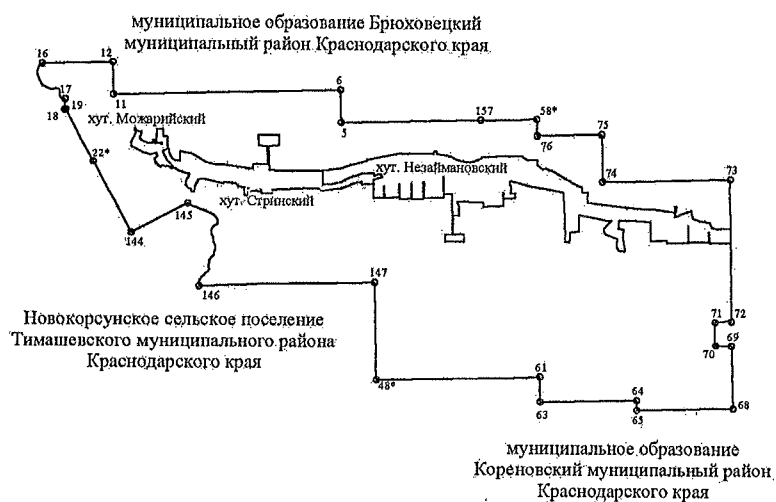 муниципальное образование Брюховецкий
муниципальный район Краснодарского края
16
12
17
19
18
11
6
5
157
58*
76
75
74
73
хут. Можарийский
22*
хут. Незаймановский
хут. Стринский
145
144
146
147
Новокорсунское сельское поселение
Тимашевского муниципального района
Краснодарского края
71
72
70
69
48*
61
63
64
65
68
муниципальное образование
Кореновский муниципальный район
Краснодарского края